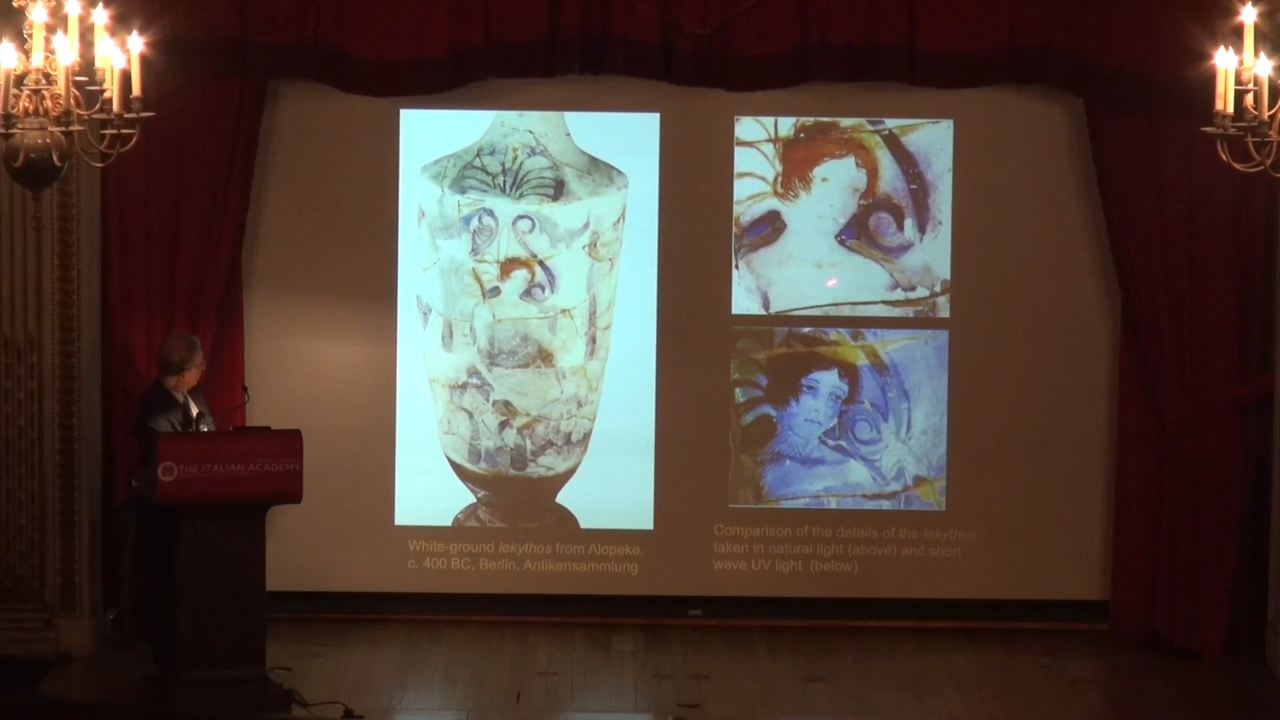 THE ITALIAN ACADEMY
White-ground lekythos from Alopeke,
c. 400 BC, Berlin, Antikensammlung
Comparison of the details of the lekythos
taken in natural light (above) and short
wave UV light (below)